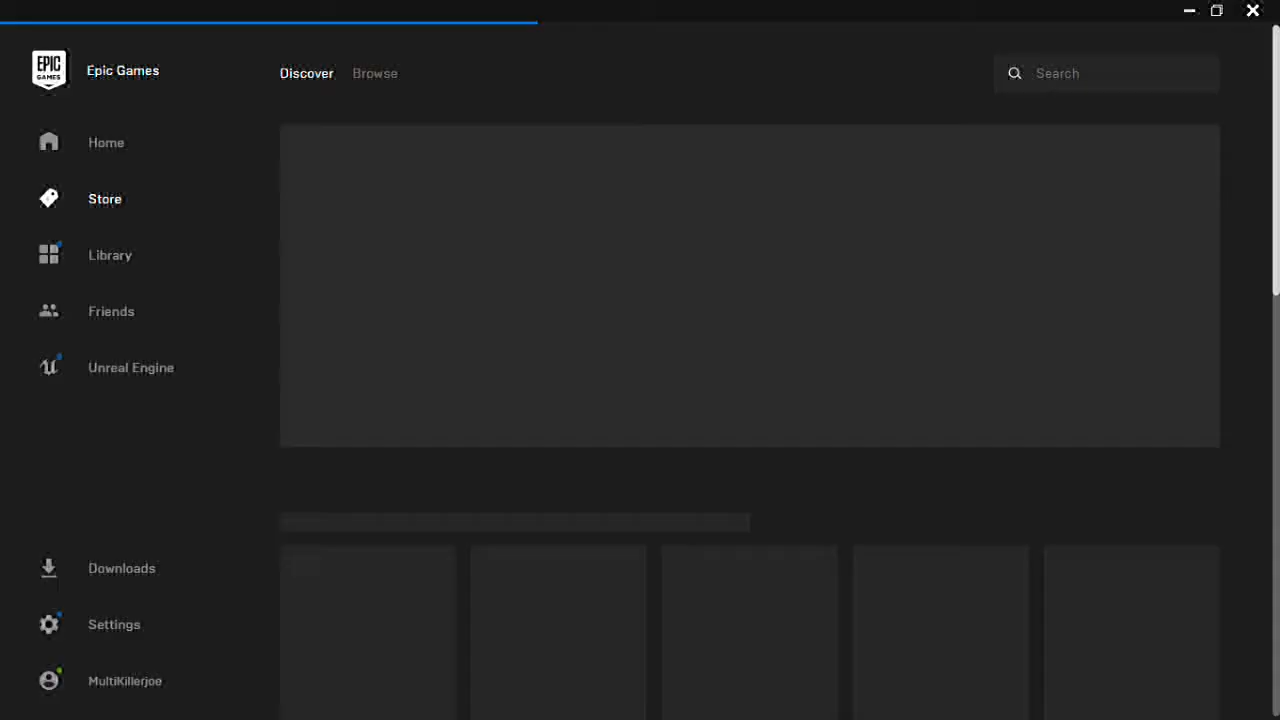 EPIC
GAMES
Epic Games
Discover
Browse
Search
Home
Store
Library
Friends
Unreal Engine
Downloads
Settings
MultiKillerjoe